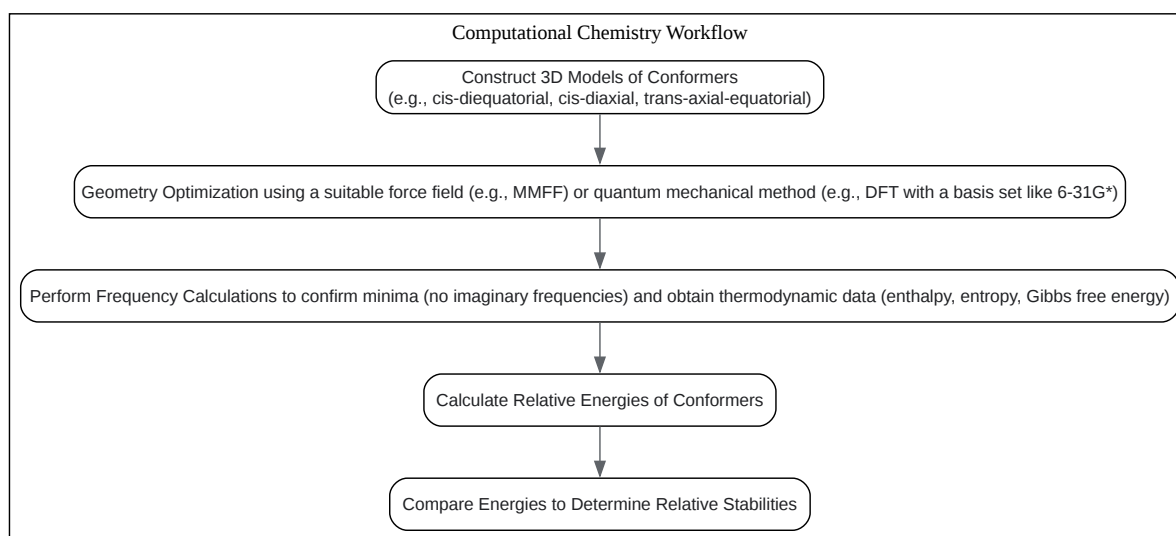 Computational Chemistry Workflow
Construct 3D Models of Conformers
(e.g., cis-diequatorial, cis-diaxial, trans-axial-equatorial)
Geometry Optimization using a suitable force field (e.g., MMFF) or quantum mechanical method (e.g., DFT with a basis set like 6-31G*)
Perform Frequency Calculations to confirm minima (no imaginary frequencies) and obtain thermodynamic data (enthalpy, entropy, Gibbs free energy)
Calculate Relative Energies of Conformers
Compare Energies to Determine Relative Stabilities